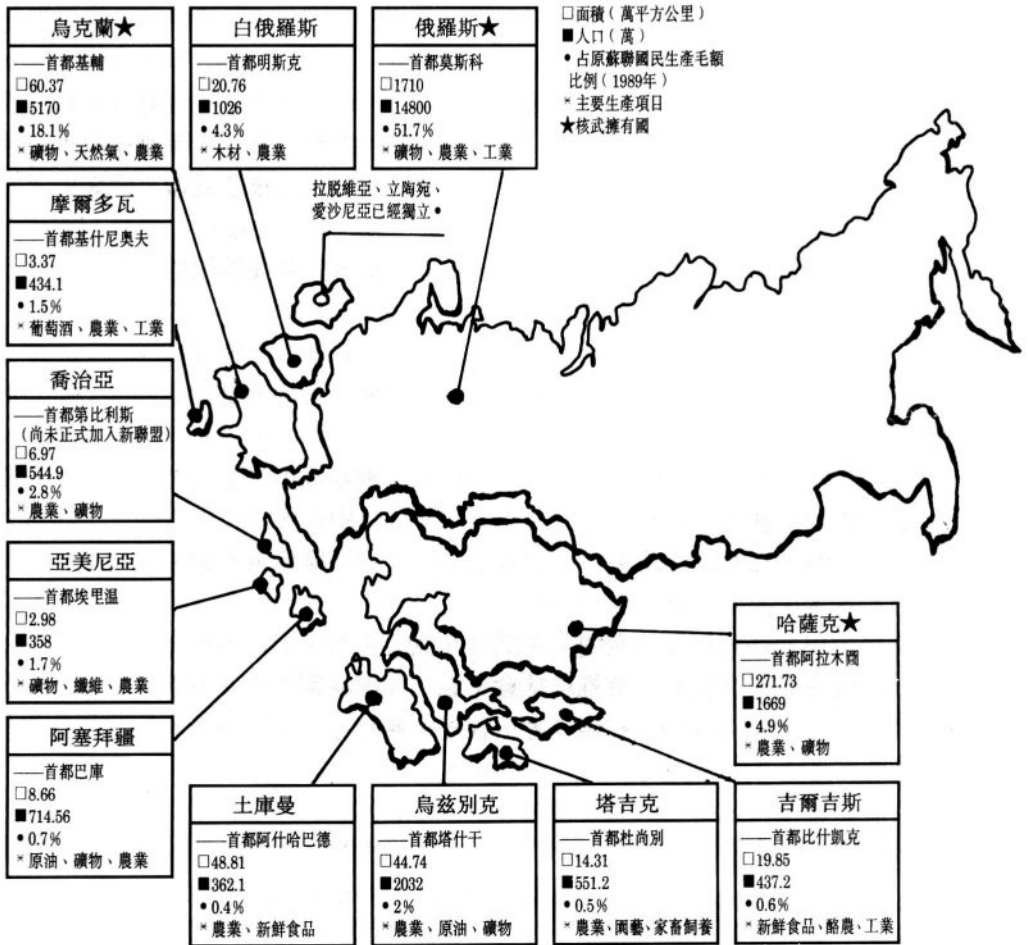 烏克蘭★
——首都基輔
□60.37
■5170
• 18.1%
* 礦物、天然氣、農業
白俄羅斯
——首都明斯克
□20.76
■1026
• 4.3%
* 木材、農業
俄羅斯★
——首都莫斯科
□1710
■14800
• 51.7%
* 礦物、農業、工業
□面積(萬平方公里)
■人口(萬)
• 占原蘇聯國民生產毛額
比例(1989年)
* 主要生產項目
★核武擁有國
拉脱維亞、立陶宛、
愛沙尼亞已經獨立•
摩爾多瓦
——首都基什尼奧夫
□3.37
■434.1
• 1.5%
* 葡萄酒、農業、工業
喬治亞
——首都第比利斯
(尚未正式加入新聯盟)
□6.97
■544.9
• 2.8%
* 農業、礦物
亞美尼亞
——首都埃里溫
□2.98
■358
• 1.7%
* 礦物、纖維、農業
阿塞拜疆
——首都巴庫
□8.66
■714.56
• 0.7%
* 原油、礦物、農業
哈薩克★
——首都阿拉木圖
□271.73
■1669
• 4.9%
* 農業、礦物
土庫曼
——首都阿什哈巴德
□48.81
■362.1
• 0.4%
* 農業、新鮮食品
烏茲別克
——首都塔什干
□44.74
■2032
• 2%
* 農業、原油、礦物
塔吉克
——首都杜尚別
□14.31
■551.2
• 0.5%
* 農業、園藝、家畜飼養
吉爾吉斯
——首都比什凱克
□19.85
■437.2
• 0.6%
* 新鮮食品、酪農、工業